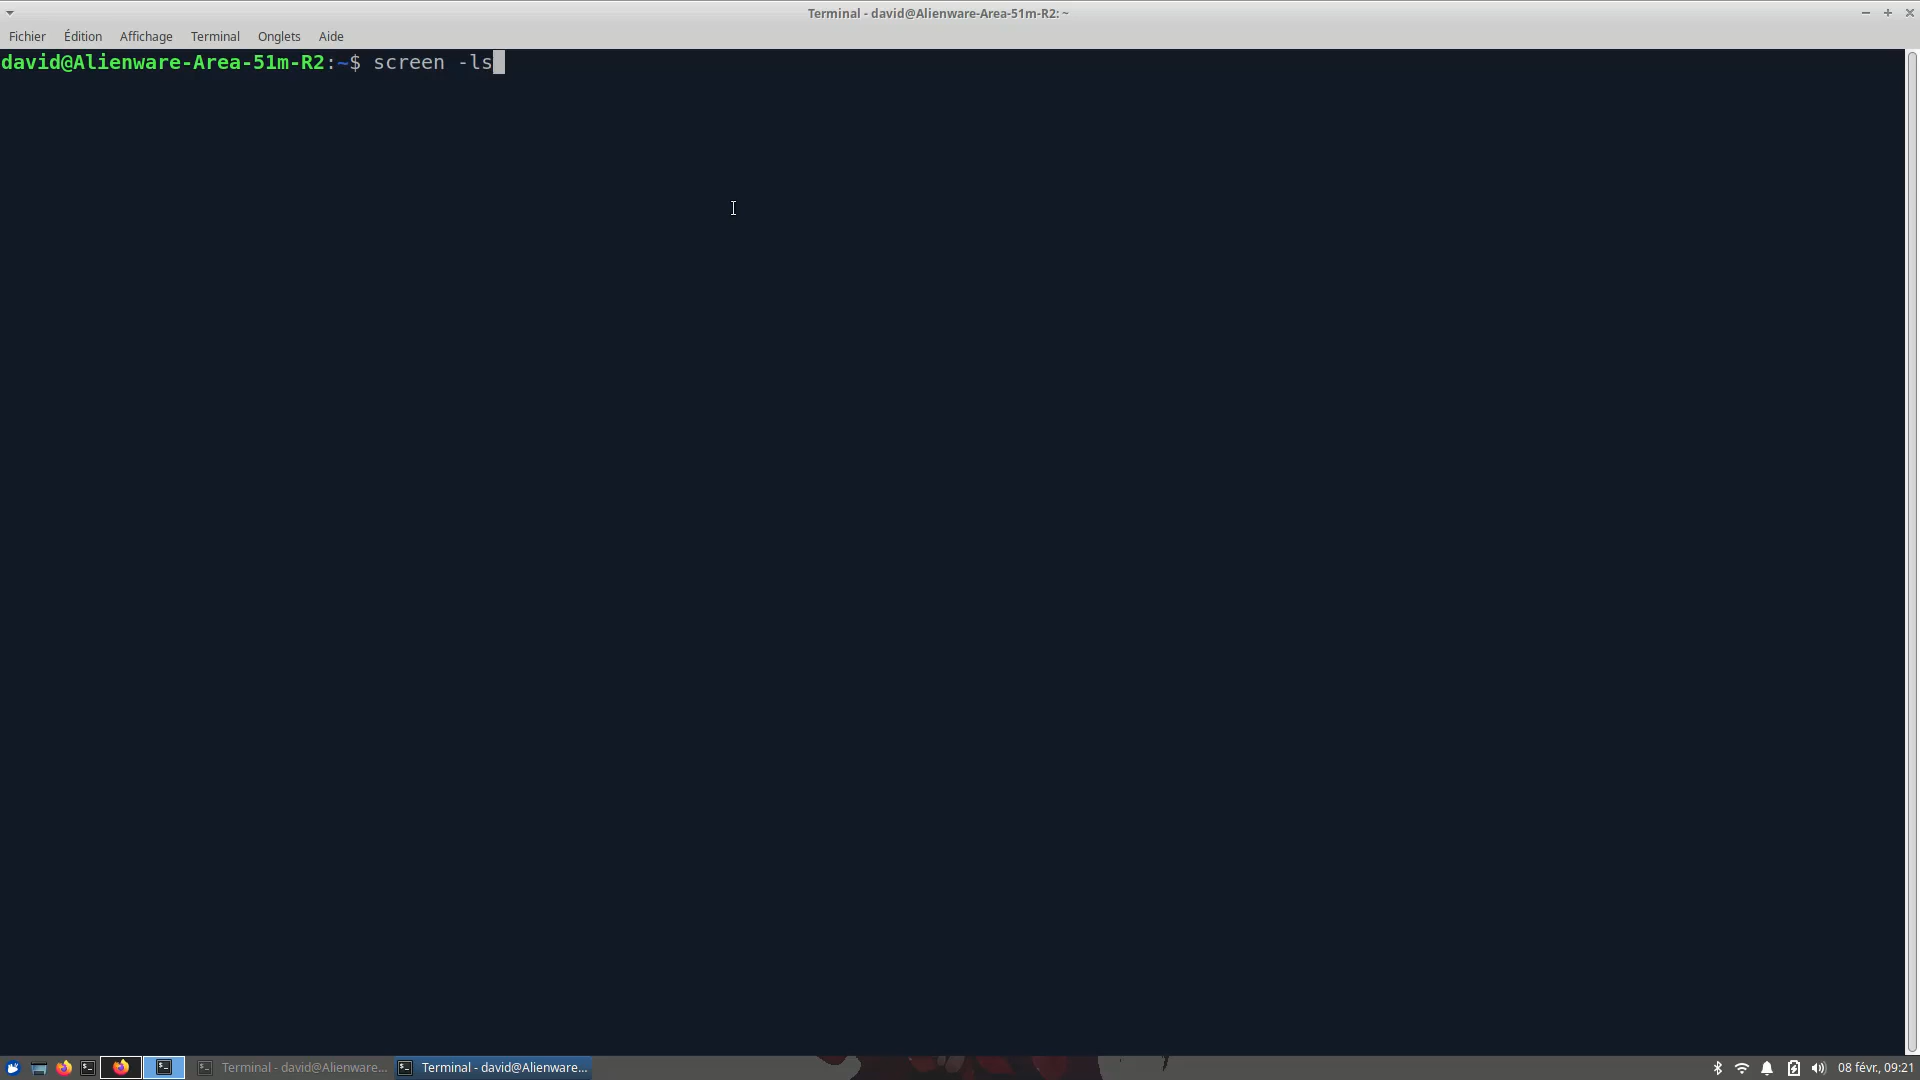 Terminal - david@Alienware-Area-51m-R2: ~
Fichier Édition Affichage Terminal Onglets Aide
david@Alienware-Area-51m-R2:~$ screen -ls
Terminal - david@Alienware... Terminal - david@Alienware... 08 févr., 09:21